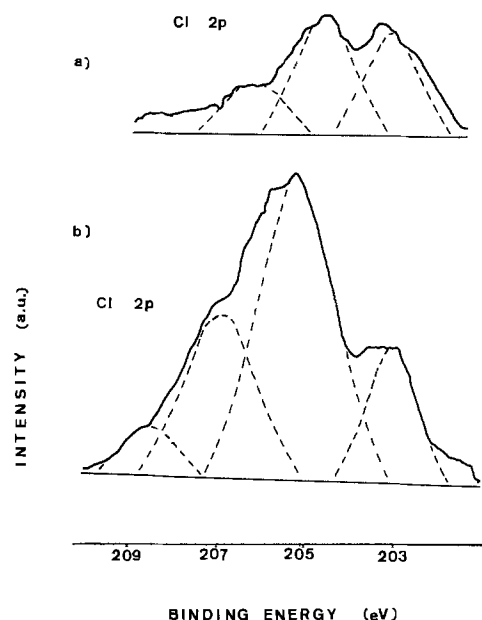 Cl 2p
a)
b)
Cl 2p
INTENSITY (a.u.)
209 207 205 203
BINDING ENERGY (eV)